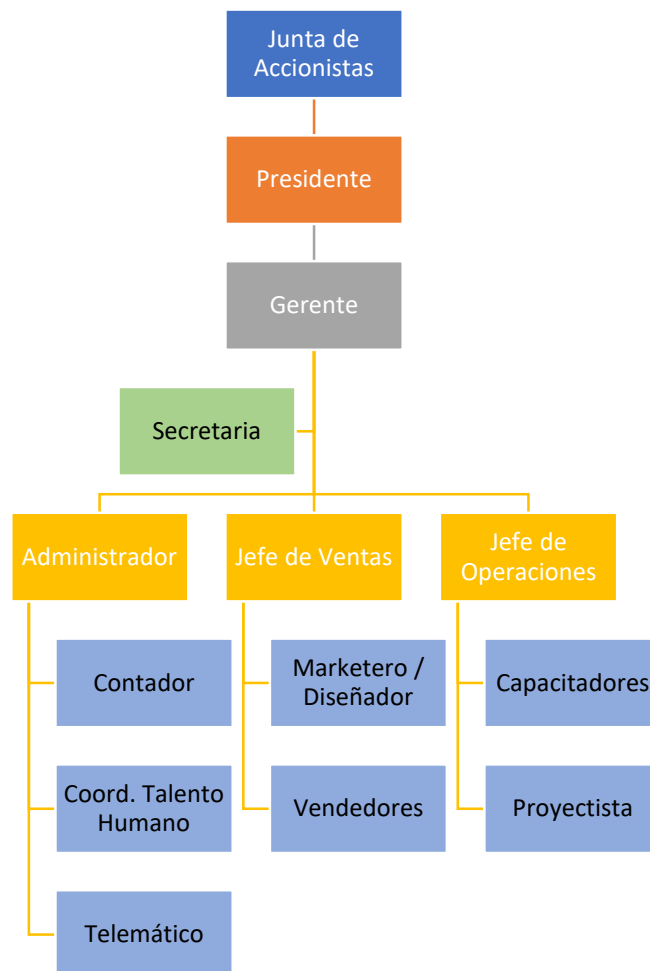 Junta de
Accionistas
Presidente
Gerente
Secretaria
Administrador
Jefe de Ventas
Jefe de
Operaciones
Contador
Marketero /
Diseñador
Capacitadores
Coord. Talento
Humano
Vendedores
Proyectista
Telemático